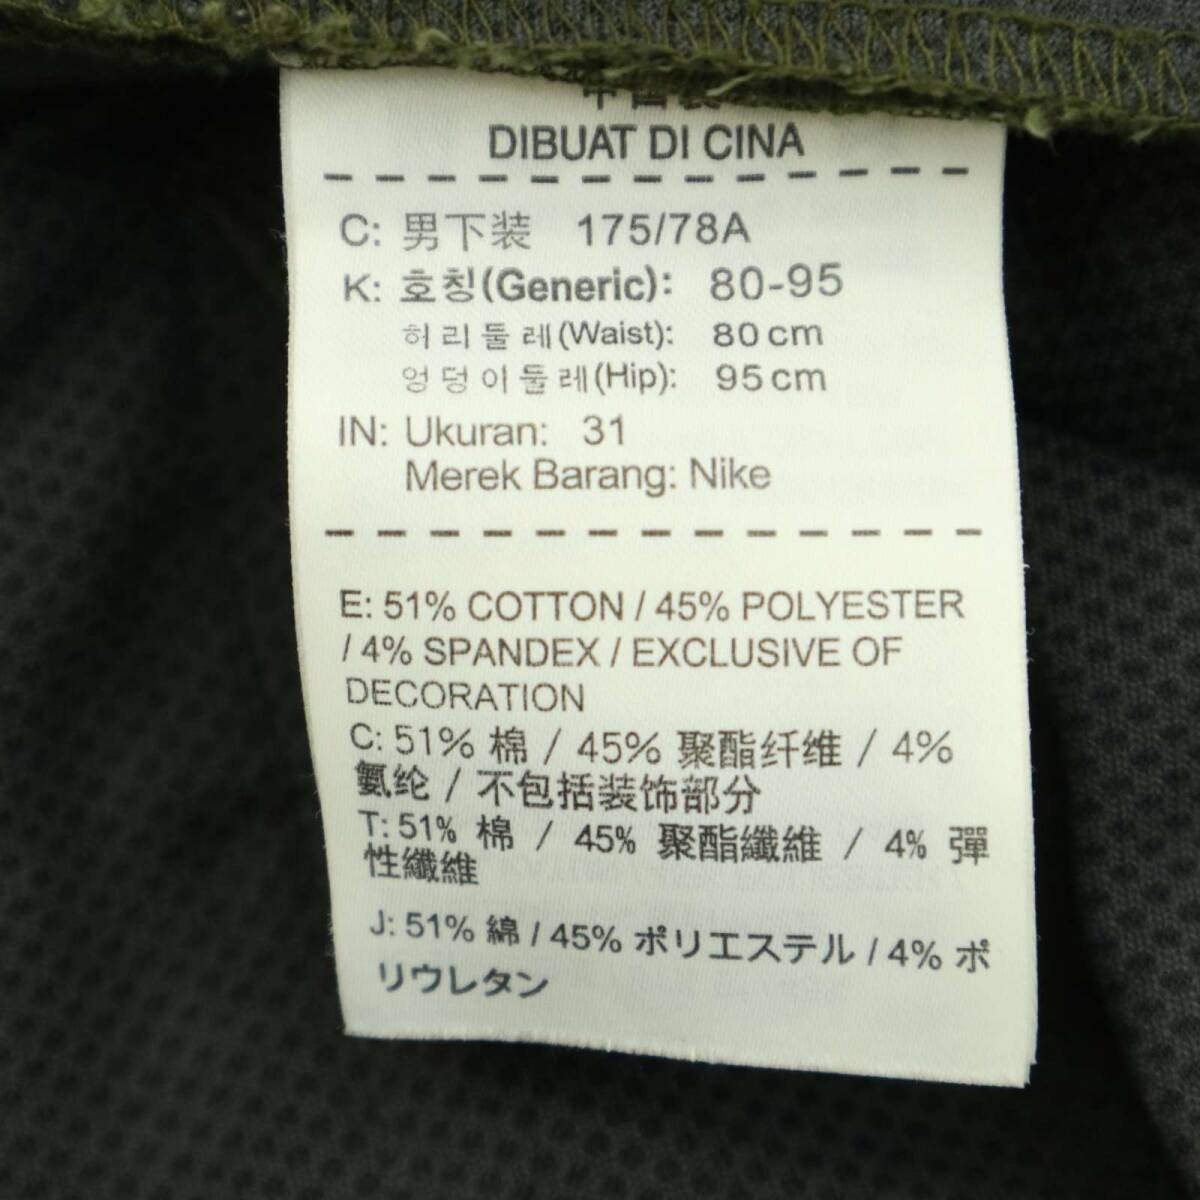 DIBUAT DI CINA
C: 男下装 175/78A
K: 호칭(Generic): 80-95
허리둘레(Waist): 80cm
엉덩이둘레(Hip): 95cm
IN: Ukuran: 31
Merek Barang: Nike
E: 51% COTTON / 45% POLYESTER
/ 4% SPANDEX / EXCLUSIVE OF
DECORATION
C: 51% 棉 / 45% 聚酯纤维 / 4%
氨纶 / 不包括装饰部分
T: 51% 棉 / 45% 聚酯纖維 / 4% 彈
性纖維
J: 51% 綿 / 45% ポリエステル / 4% ポ
リウレタン